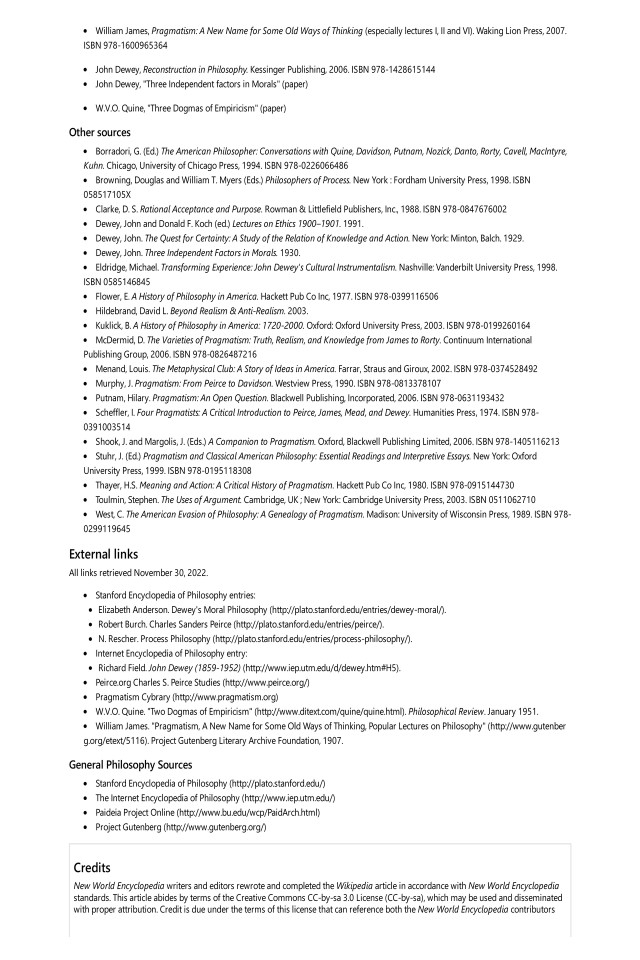 • William James, Pragmatism: A New Name for Some Old Ways of Thinking (especially lectures I, II and VI). Waking Lion Press, 2007.
ISBN 978-1600965364
• John Dewey, Reconstruction in Philosophy. Kessinger Publishing, 2006. ISBN 978-1428615144
• John Dewey, "Three Independent factors in Morals" (paper)
• W.V.O. Quine, "Three Dogmas of Empiricism" (paper)
Other sources
• Borradori, G. (Ed.) The American Philosopher: Conversations with Quine, Davidson, Putnam, Nozick, Danto, Rorty, Cavell, MacIntyre,
Kuhn. Chicago, University of Chicago Press, 1994. ISBN 978-0226066486
• Browning, Douglas and William T. Myers (Eds.) Philosophers of Process. New York : Fordham University Press, 1998. ISBN
058517105X
• Clarke, D. S. Rational Acceptance and Purpose. Rowman & Littlefield Publishers, Inc., 1988. ISBN 978-0847676002
• Dewey, John and Donald F. Koch (ed.) Lectures on Ethics 1900–1901. 1991.
• Dewey, John. The Quest for Certainty: A Study of the Relation of Knowledge and Action. New York: Minton, Balch. 1929.
• Dewey, John. Three Independent Factors in Morals. 1930.
• Eldridge, Michael. Transforming Experience: John Dewey's Cultural Instrumentalism. Nashville: Vanderbilt University Press, 1998.
ISBN 0585146845
• Flower, E. A History of Philosophy in America. Hackett Pub Co Inc, 1977. ISBN 978-0399116506
• Hildebrand, David L. Beyond Realism & Anti-Realism. 2003.
• Kuklick, B. A History of Philosophy in America: 1720-2000. Oxford: Oxford University Press, 2003. ISBN 978-0199260164
• McDermid, D. The Varieties of Pragmatism: Truth, Realism, and Knowledge from James to Rorty. Continuum International
Publishing Group, 2006. ISBN 978-0826487216
• Menand, Louis. The Metaphysical Club: A Story of Ideas in America. Farrar, Straus and Giroux, 2002. ISBN 978-0374528492
• Murphy, J. Pragmatism: From Peirce to Davidson. Westview Press, 1990. ISBN 978-0813378107
• Putnam, Hilary. Pragmatism: An Open Question. Blackwell Publishing, Incorporated, 2006. ISBN 978-0631193432
• Scheffler, I. Four Pragmatists: A Critical Introduction to Peirce, James, Mead, and Dewey. Humanities Press, 1974. ISBN 978-
0391003514
• Shook, J. and Margolis, J. (Eds.) A Companion to Pragmatism. Oxford, Blackwell Publishing Limited, 2006. ISBN 978-1405116213
• Stuhr, J. (Ed.) Pragmatism and Classical American Philosophy: Essential Readings and Interpretive Essays. New York: Oxford
University Press, 1999. ISBN 978-0195118308
• Thayer, H.S. Meaning and Action: A Critical History of Pragmatism. Hackett Pub Co Inc, 1980. ISBN 978-0915144730
• Toulmin, Stephen. The Uses of Argument. Cambridge, UK ; New York: Cambridge University Press, 2003. ISBN 0511062710
• West, C. The American Evasion of Philosophy: A Genealogy of Pragmatism. Madison: University of Wisconsin Press, 1989. ISBN 978-
0299119645
External links
All links retrieved November 30, 2022.
• Stanford Encyclopedia of Philosophy entries:
• Elizabeth Anderson. Dewey's Moral Philosophy (http://plato.stanford.edu/entries/dewey-moral/).
• Robert Burch. Charles Sanders Peirce (http://plato.stanford.edu/entries/peirce/).
• N. Rescher. Process Philosophy (http://plato.stanford.edu/entries/process-philosophy/).
• Internet Encyclopedia of Philosophy entry:
• Richard Field. John Dewey (1859-1952) (http://www.iep.utm.edu/d/dewey.htm#H5).
• Peirce.org Charles S. Peirce Studies (http://www.peirce.org/)
• Pragmatism Cybrary (http://www.pragmatism.org)
• W.V.O. Quine. "Two Dogmas of Empiricism" (http://www.ditext.com/quine/quine.html). Philosophical Review. January 1951.
• William James. "Pragmatism, A New Name for Some Old Ways of Thinking, Popular Lectures on Philosophy" (http://www.gutenber
g.org/etext/5116). Project Gutenberg Literary Archive Foundation, 1907.
General Philosophy Sources
• Stanford Encyclopedia of Philosophy (http://plato.stanford.edu/)
• The Internet Encyclopedia of Philosophy (http://www.iep.utm.edu/)
• Paideia Project Online (http://www.bu.edu/wcp/PaidArch.html)
• Project Gutenberg (http://www.gutenberg.org/)
Credits
New World Encyclopedia writers and editors rewrote and completed the Wikipedia article in accordance with New World Encyclopedia
standards. This article abides by terms of the Creative Commons CC-by-sa 3.0 License (CC-by-sa), which may be used and disseminated
with proper attribution. Credit is due under the terms of this license that can reference both the New World Encyclopedia contributors